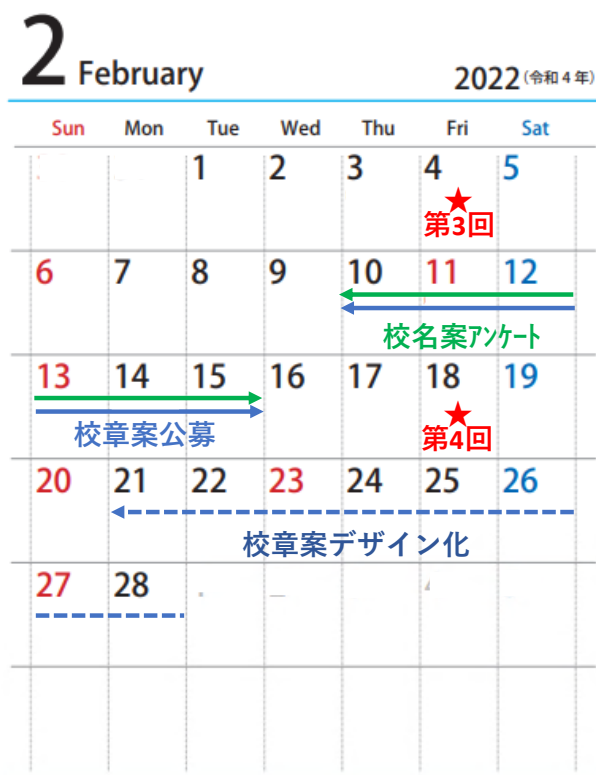 2 February 2022(令和4年)
Sun Mon Tue Wed Thu Fri Sat
1 2 3 4 5
★
第3回
6 7 8 9 10 11 12
校名案アンケート
13 14 15 16 17 18 19
★
校章案公募 第4回
20 21 22 23 24 25 26
校章案デザイン化
27 28